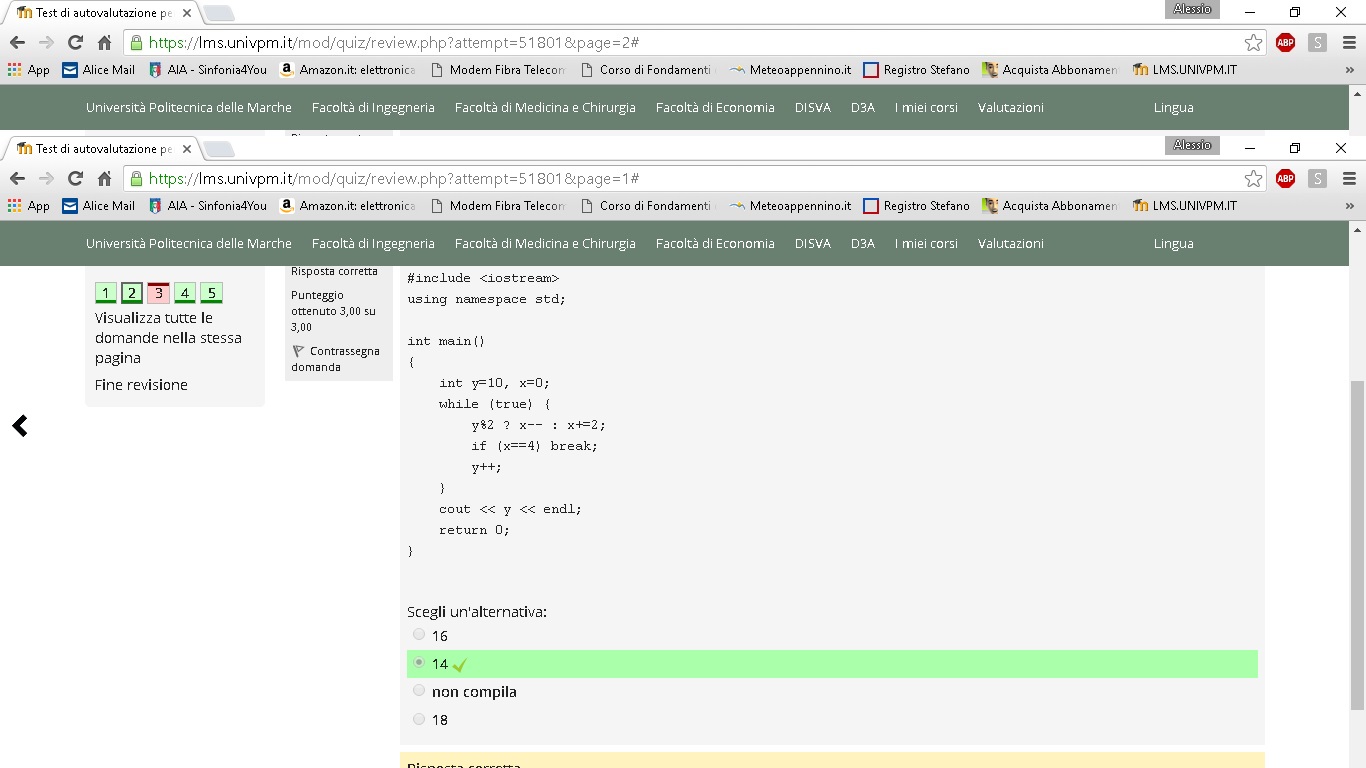 Test di autovalutazione pe
Alessio
https://lms.univpm.it/mod/quiz/review.php?attempt=51801&page=2#
ABP S
App Alice Mail AIA - Sinfonia4You Amazon.it: elettronica Modem Fibra Telecom Corso di Fondamenti Meteoappennino.it Registro Stefano Acquista Abbonamen LMS.UNIVPM.IT »
Università Politecnica delle Marche Facoltà di Ingegneria Facoltà di Medicina e Chirurgia Facoltà di Economia DISVA D3A I miei corsi Valutazioni Lingua
Test di autovalutazione pe
Alessio
https://lms.univpm.it/mod/quiz/review.php?attempt=51801&page=1#
ABP S
App Alice Mail AIA - Sinfonia4You Amazon.it: elettronica Modem Fibra Telecom Corso di Fondamenti Meteoappennino.it Registro Stefano Acquista Abbonamen LMS.UNIVPM.IT »
Università Politecnica delle Marche Facoltà di Ingegneria Facoltà di Medicina e Chirurgia Facoltà di Economia DISVA D3A I miei corsi Valutazioni Lingua
1 2 3 4 5
Visualizza tutte le
domande nella stessa
pagina
Fine revisione
Risposta corretta
Punteggio
ottenuto 3,00 su
3,00
Contrassegna
domanda
#include <iostream>
using namespace std;
int main()
{
int y=10, x=0;
while (true) {
y%2 ? x-- : x+=2;
if (x==4) break;
y++;
}
cout << y << endl;
return 0;
}
Scegli un'alternativa:
16
14
non compila
18
Risposta corretta